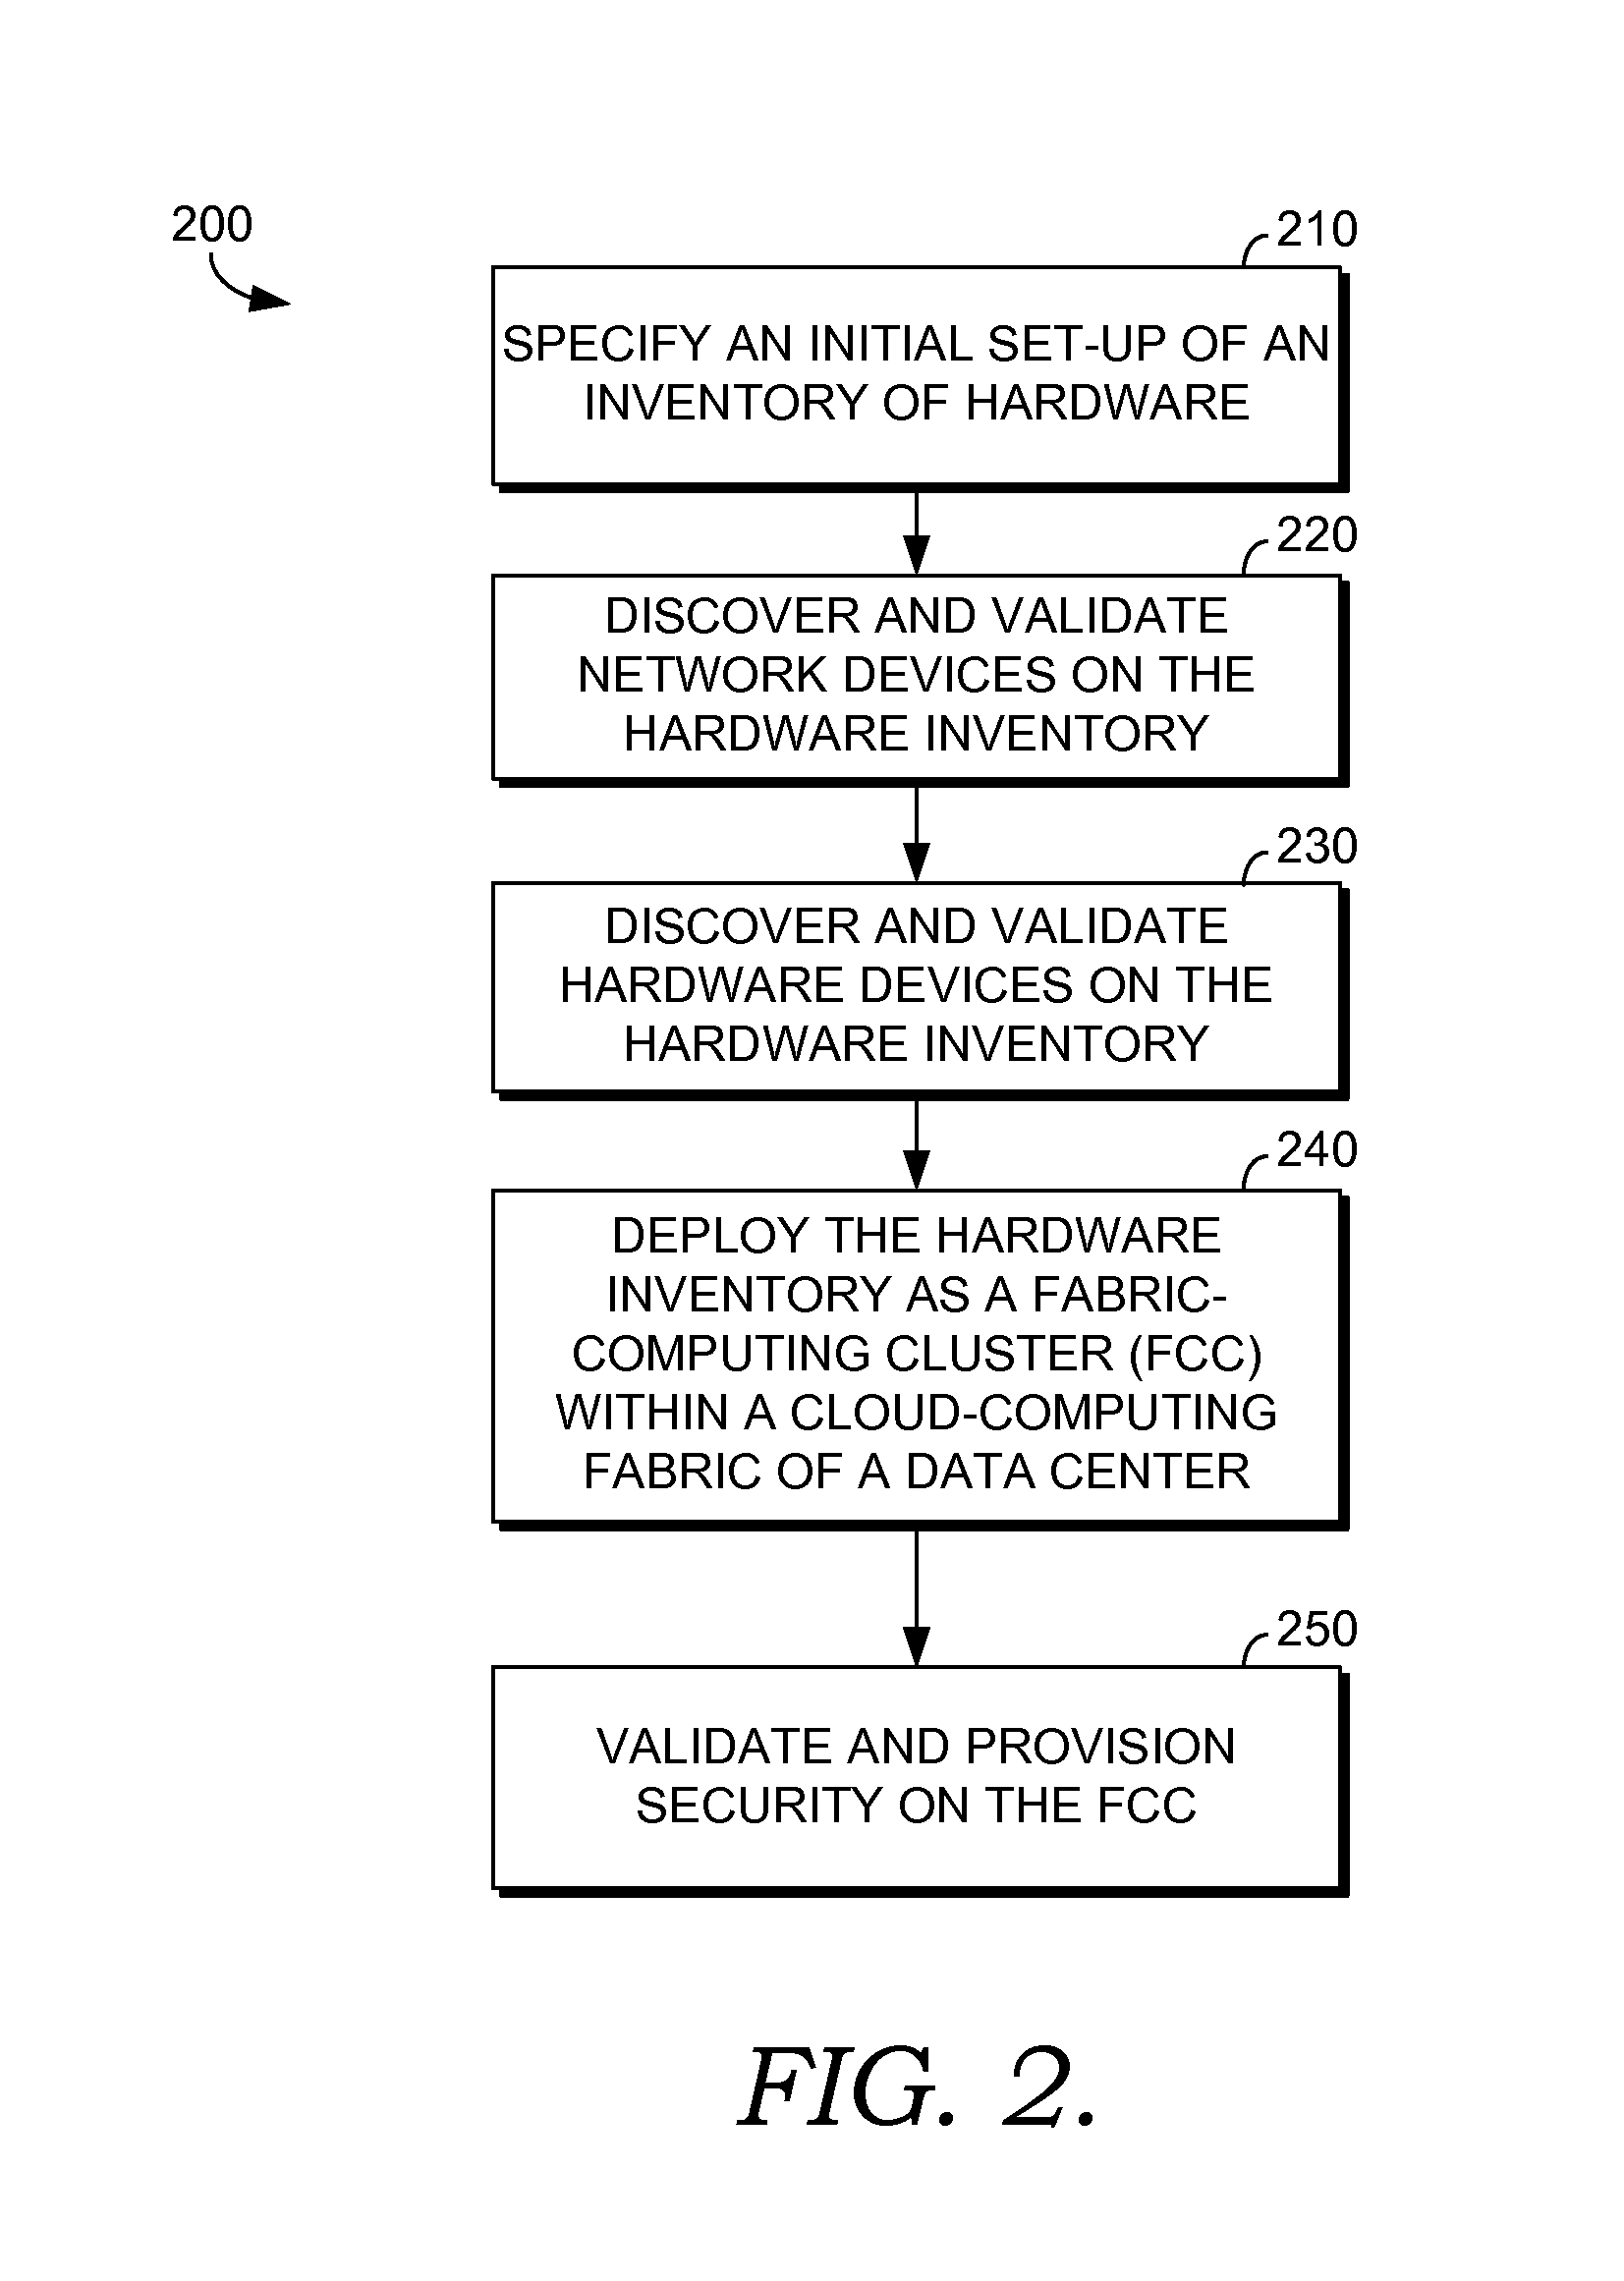 200
210
SPECIFY AN INITIAL SET-UP OF AN
INVENTORY OF HARDWARE
220
DISCOVER AND VALIDATE
NETWORK DEVICES ON THE
HARDWARE INVENTORY
230
DISCOVER AND VALIDATE
HARDWARE DEVICES ON THE
HARDWARE INVENTORY
240
DEPLOY THE HARDWARE
INVENTORY AS A FABRIC-
COMPUTING CLUSTER (FCC)
WITHIN A CLOUD-COMPUTING
FABRIC OF A DATA CENTER
250
VALIDATE AND PROVISION
SECURITY ON THE FCC
FIG. 2.